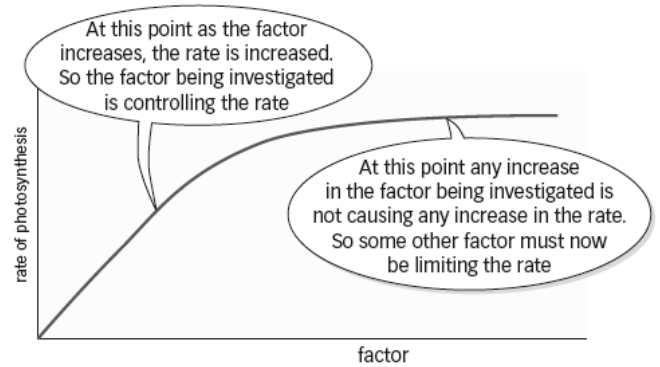 At this point as the factor
increases, the rate is increased.
So the factor being investigated
is controlling the rate
rate of photosynthesis
At this point any increase
in the factor being investigated is
not causing any increase in the rate.
So some other factor must now
be limiting the rate
factor